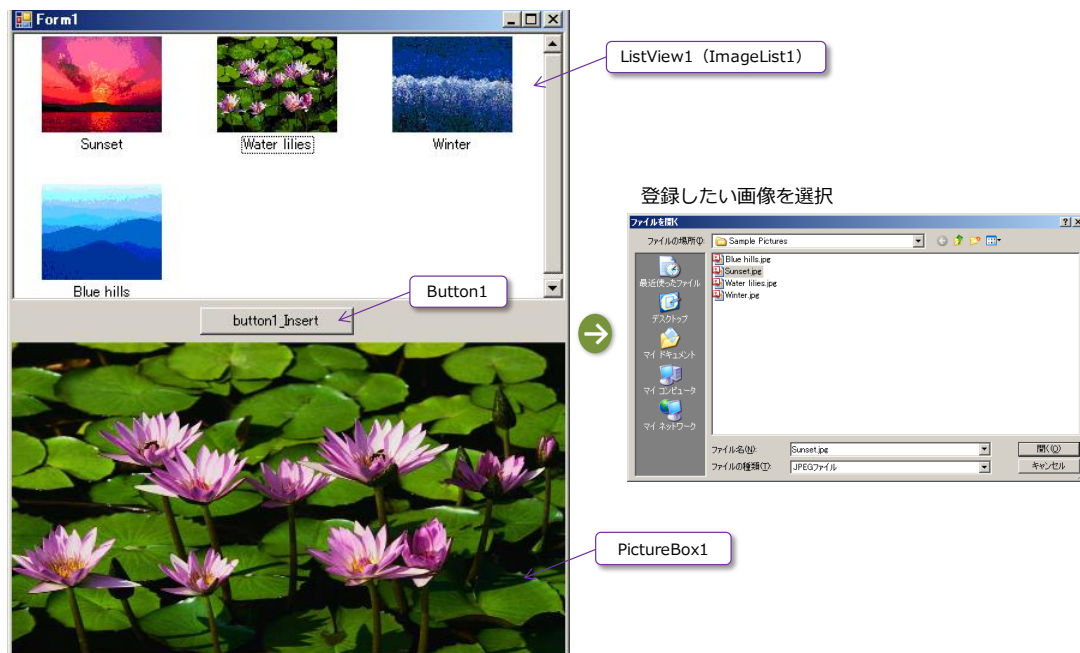 Form1
Sunset
Water lilies
Winter
Blue hills
button1_Insert
ListView1（ImageList1）
Button1
PictureBox1
登録したい画像を選択
ファイルを開く
ファイルの場所(I):
Sample Pictures
最近使ったファイル
デスクトップ
マイ ドキュメント
マイ コンピュータ
マイ ネットワーク
Blue hills.jpg
Sunset.jpg
Water lilies.jpg
Winter.jpg
ファイル名(N):
Sunset.jpg
開く(O)
ファイルの種類(T):
JPEGファイル
キャンセル